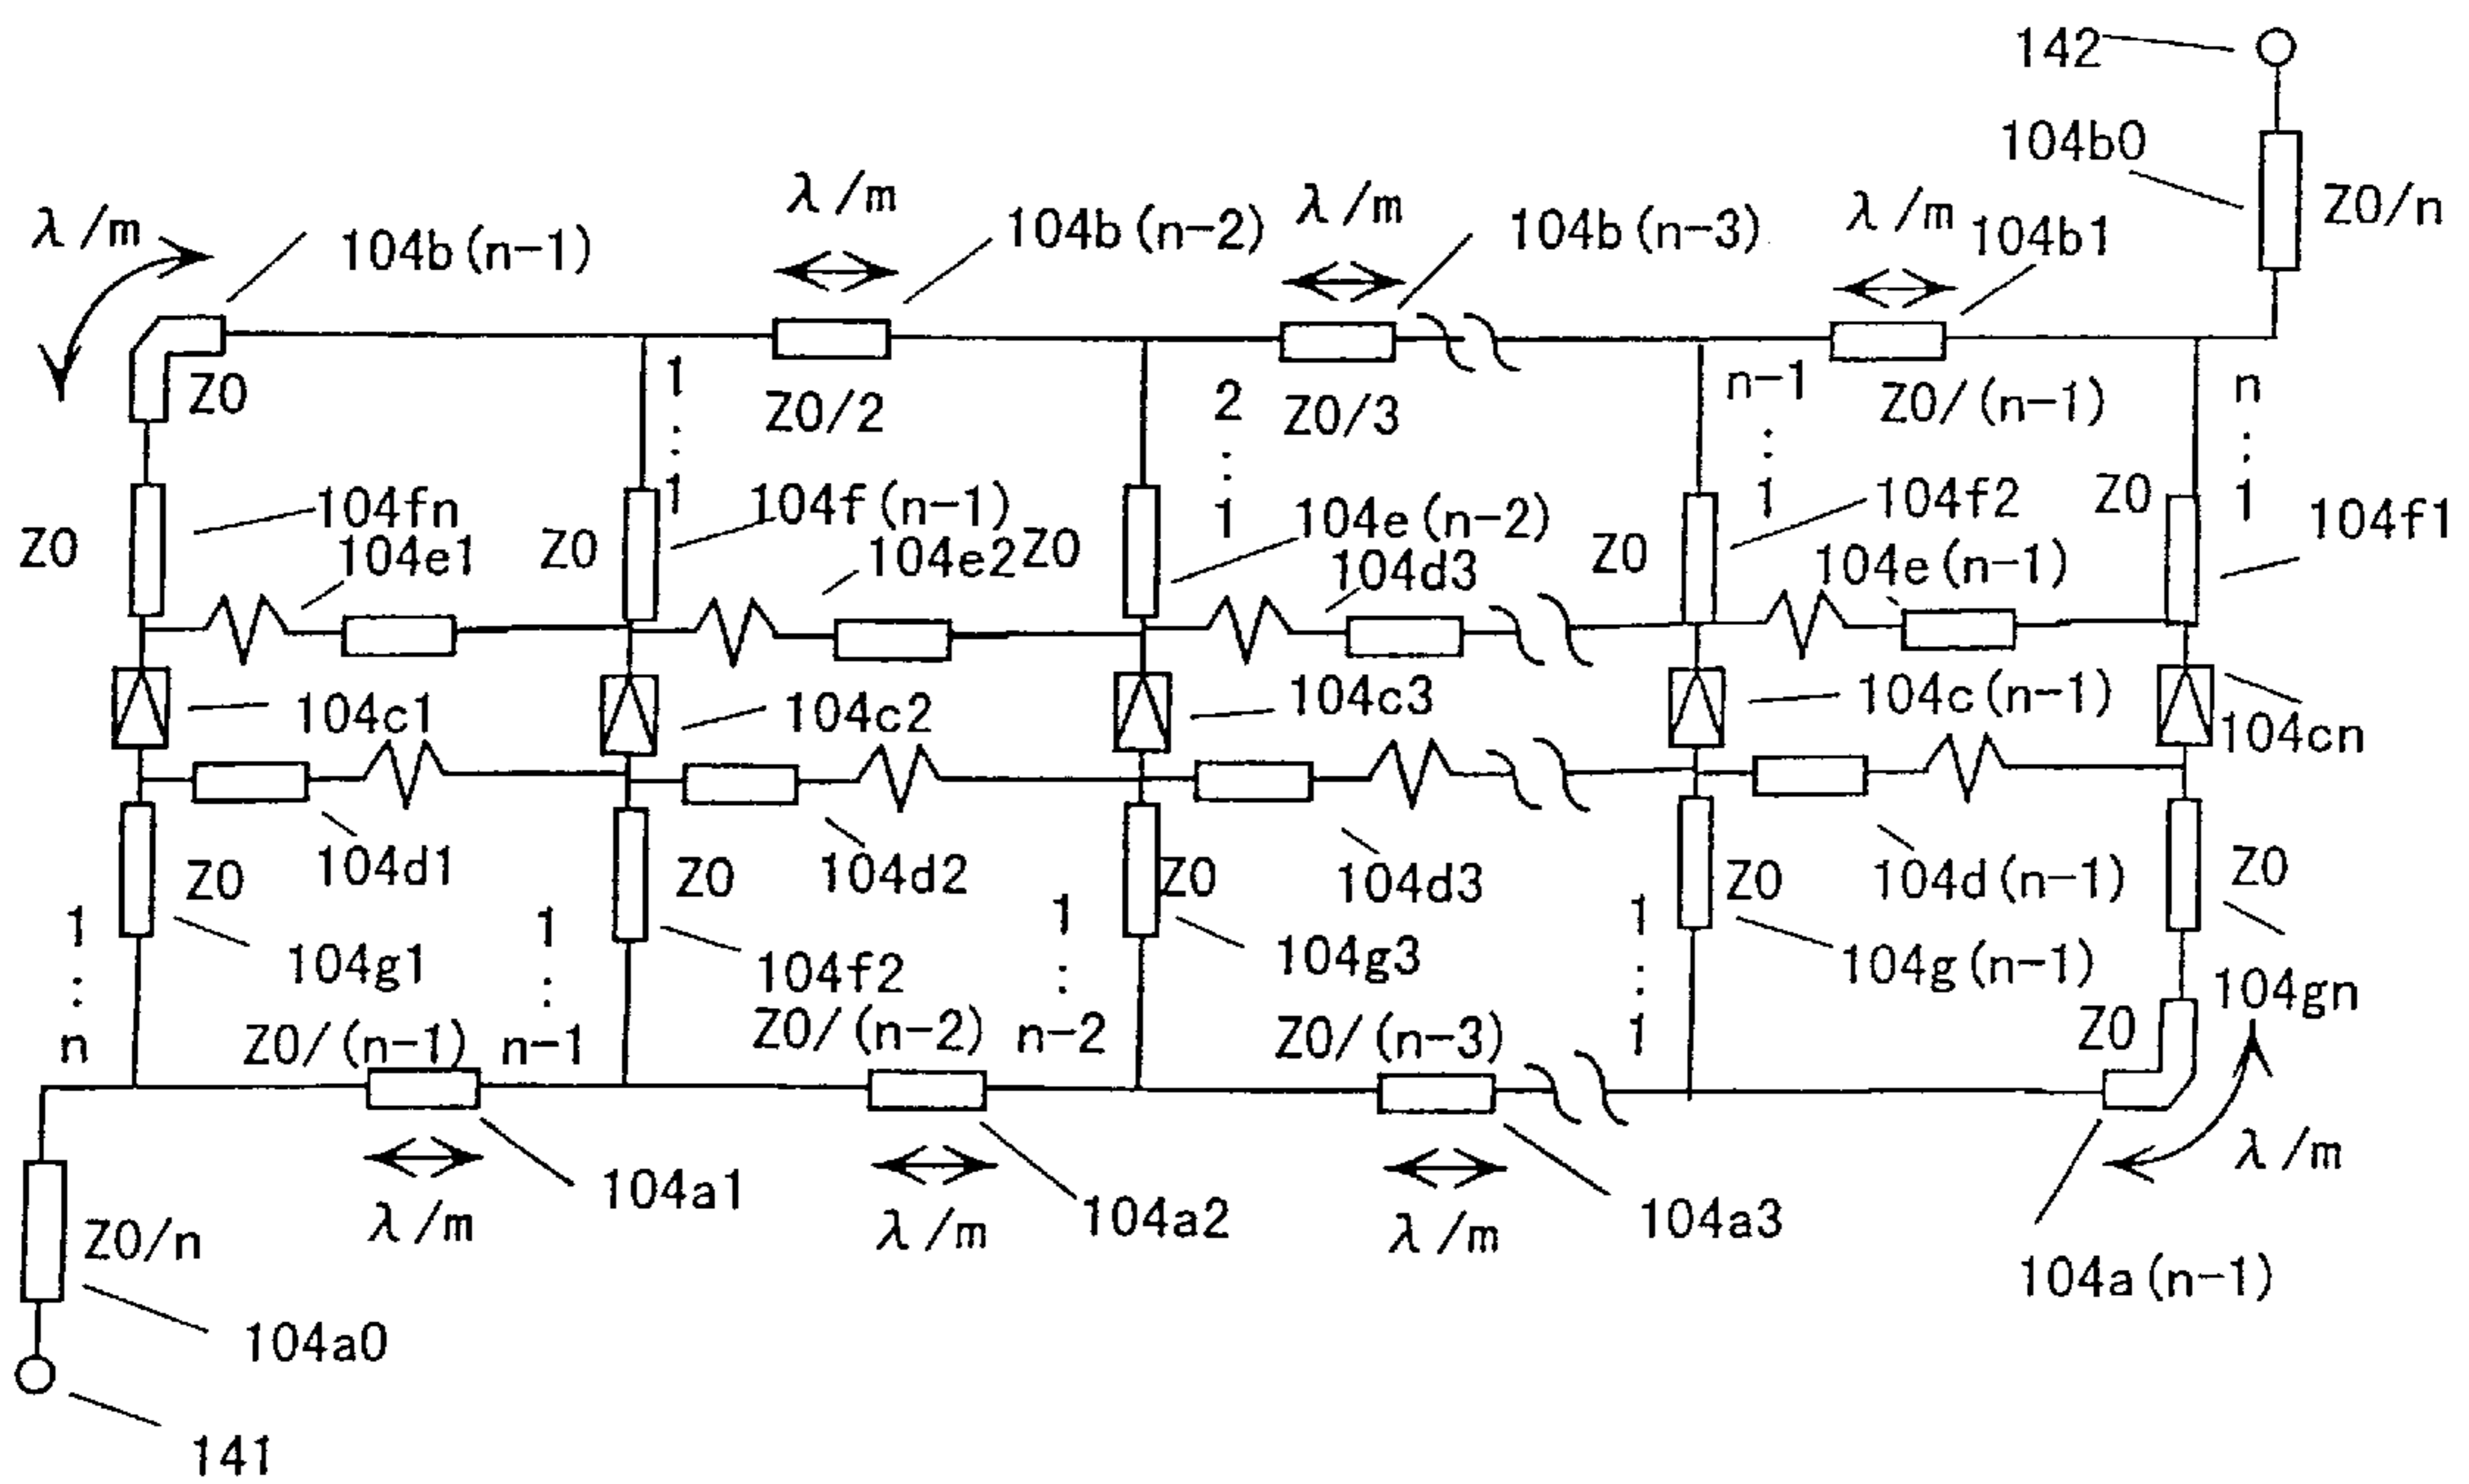 142
104b0
Z0/n
λ/m
104b(n-1)
λ/m
104b(n-2)
λ/m
104b(n-3)
λ/m
104b1
Z0
1
:
1
Z0/2
2
:
1
Z0/3
n-1
:
1
Z0/(n-1)
n
:
1
Z0
104fn
104e1
Z0
104f(n-1)
104e2
Z0
104e(n-2)
104d3
Z0
104f2
104e(n-1)
Z0
104f1
104c1
104c2
104c3
104c(n-1)
104cn
104d1
104d2
104d3
104d(n-1)
Z0
Z0
Z0
Z0
Z0
104g1
104f2
104g3
104g(n-1)
104gn
1
:
n
1
:
n-1
1
:
n-2
1
:
1
Z0/(n-1)
Z0/(n-2)
Z0/(n-3)
Z0
λ/m
104a1
λ/m
104a2
λ/m
104a3
λ/m
104a(n-1)
Z0/n
104a0
141